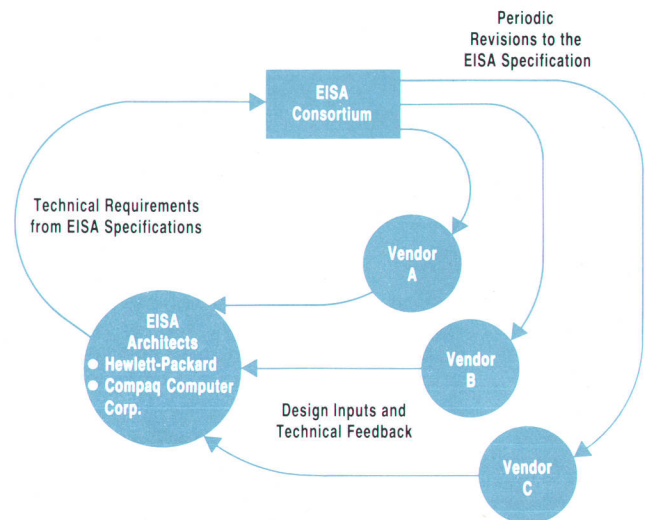 Periodic
Revisions to the
EISA Specification
EISA
Consortium
Technical Requirements
from EISA Specifications
Vendor
A
EISA
Architects
● Hewlett-Packard
● Compaq Computer
Corp.
Vendor
B
Design Inputs and
Technical Feedback
Vendor
C